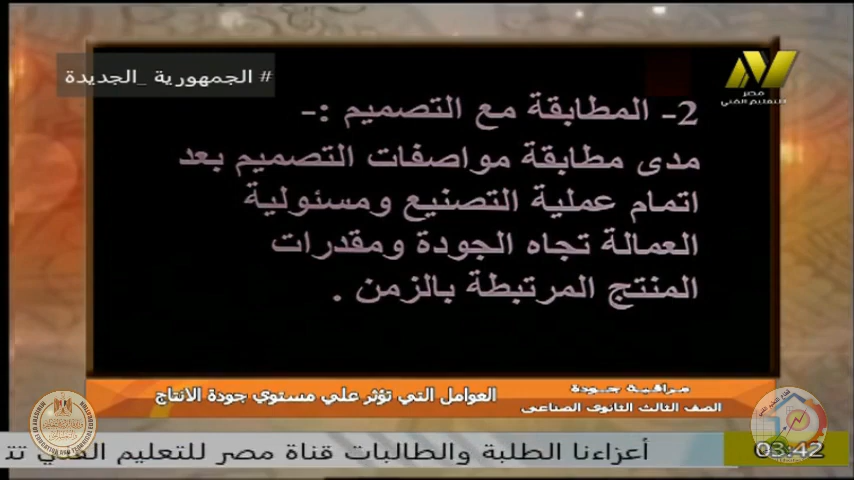 # الجمهورية _الجديدة
مصر
للتعليم الفني
2- المطابقة مع التصميم :-
مدى مطابقة مواصفات التصميم بعد
اتمام عملية التصنيع ومسئولية
العمالة تجاه الجودة ومقدرات
المنتج المرتبطة بالزمن .
مراقبة جودة
الصف الثالث الثانوى الصناعى
العوامل التي تؤثر علي مستوي جودة الانتاج
أعزاءنا الطلبة والطالبات قناة مصر للتعليم الفني تت
03:42